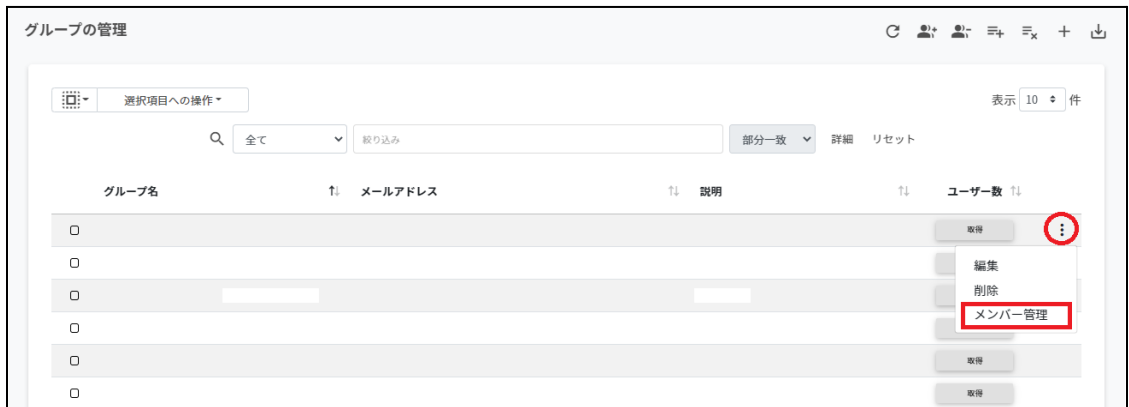 グループの管理
選択項目への操作
表示 10 件
全て 絞り込み 部分一致 詳細 リセット
グループ名 メールアドレス 説明 ユーザー数
取得
編集
削除
メンバー管理
取得
取得